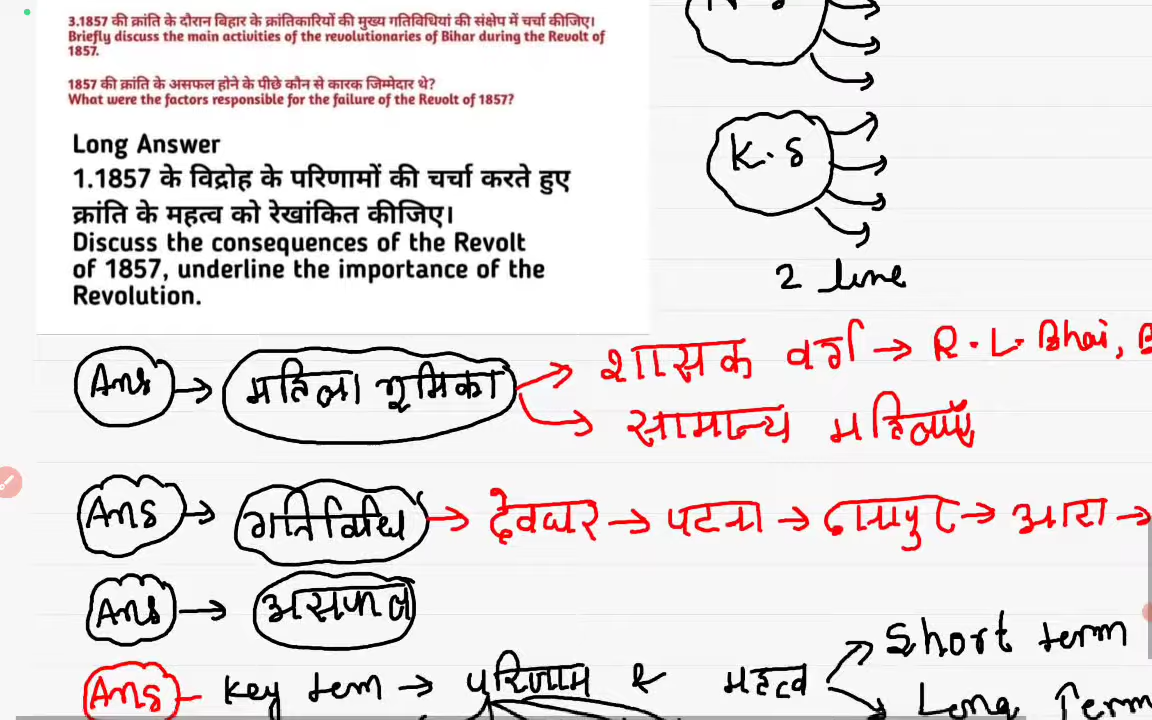 3.1857 की क्रांति के दौरान बिहार के क्रांतिकारियों की मुख्य गतिविधियां की संक्षेप में चर्चा कीजिए।
Briefly discuss the main activities of the revolutionaries of Bihar during the Revolt of
1857.
1857 की क्रांति के असफल होने के पीछे कौन से कारक जिम्मेदार थे?
What were the factors responsible for the failure of the Revolt of 1857?
Long Answer
1.1857 के विद्रोह के परिणामों की चर्चा करते हुए
क्रांति के महत्व को रेखांकित कीजिए।
Discuss the consequences of the Revolt
of 1857, underline the importance of the
Revolution.
K.S
2 line
Ans → महिला भूमिका → शासक वर्ग → R.L. Bhai,
→ सामान्य महिलाएँ
Ans → गतिविधि → देवघर → पटना → दानापुर → आरा →
Ans → असफल
Ans - Key term → परिणाम & महत्व → Short term
→ Long Term